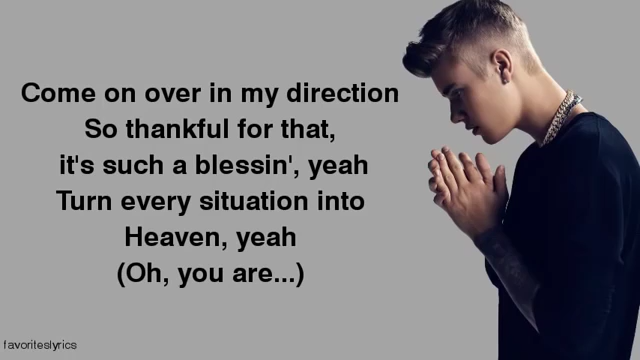 Come on over in my direction
So thankful for that,
it's such a blessin', yeah
Turn every situation into
Heaven, yeah
(Oh, you are...)
favoriteslyrics